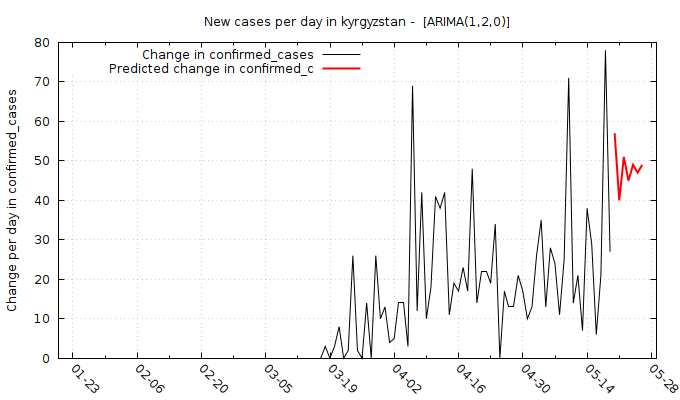 New cases per day in kyrgyzstan -  [ARIMA(1,2,0)]
Change in confirmed_cases
Predicted change in confirmed_c
Change per day in confirmed_cases
80
70
60
50
40
30
20
10
0
01-23 02-06 02-20 03-05 03-19 04-02 04-16 04-30 05-14 05-28